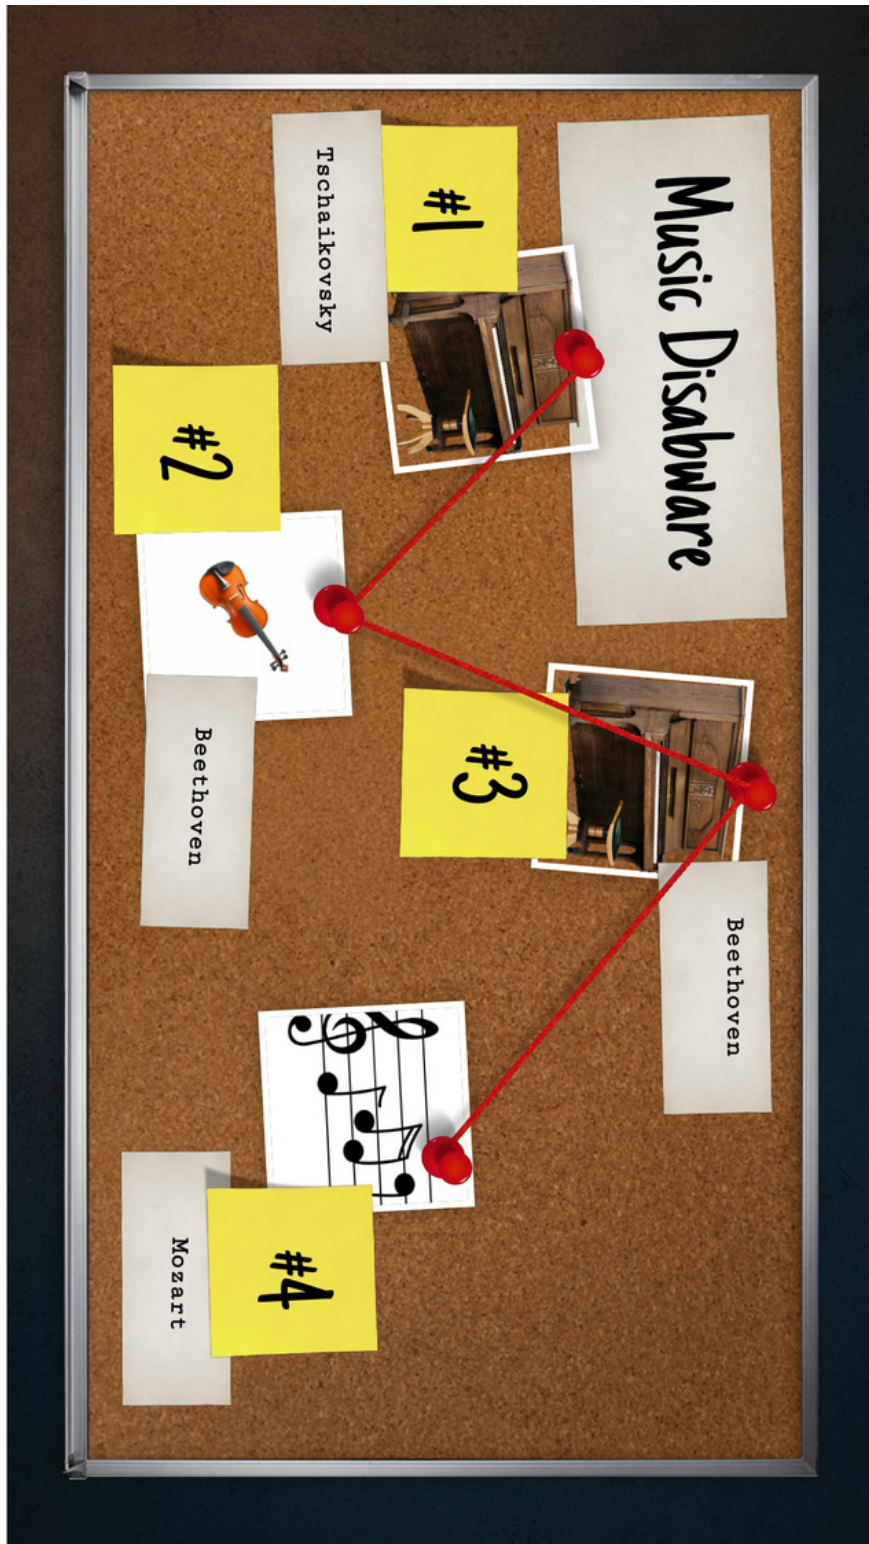 Music Disabware
#1
Tschaikovsky
#2
Beethoven
#3
Beethoven
#4
Mozart